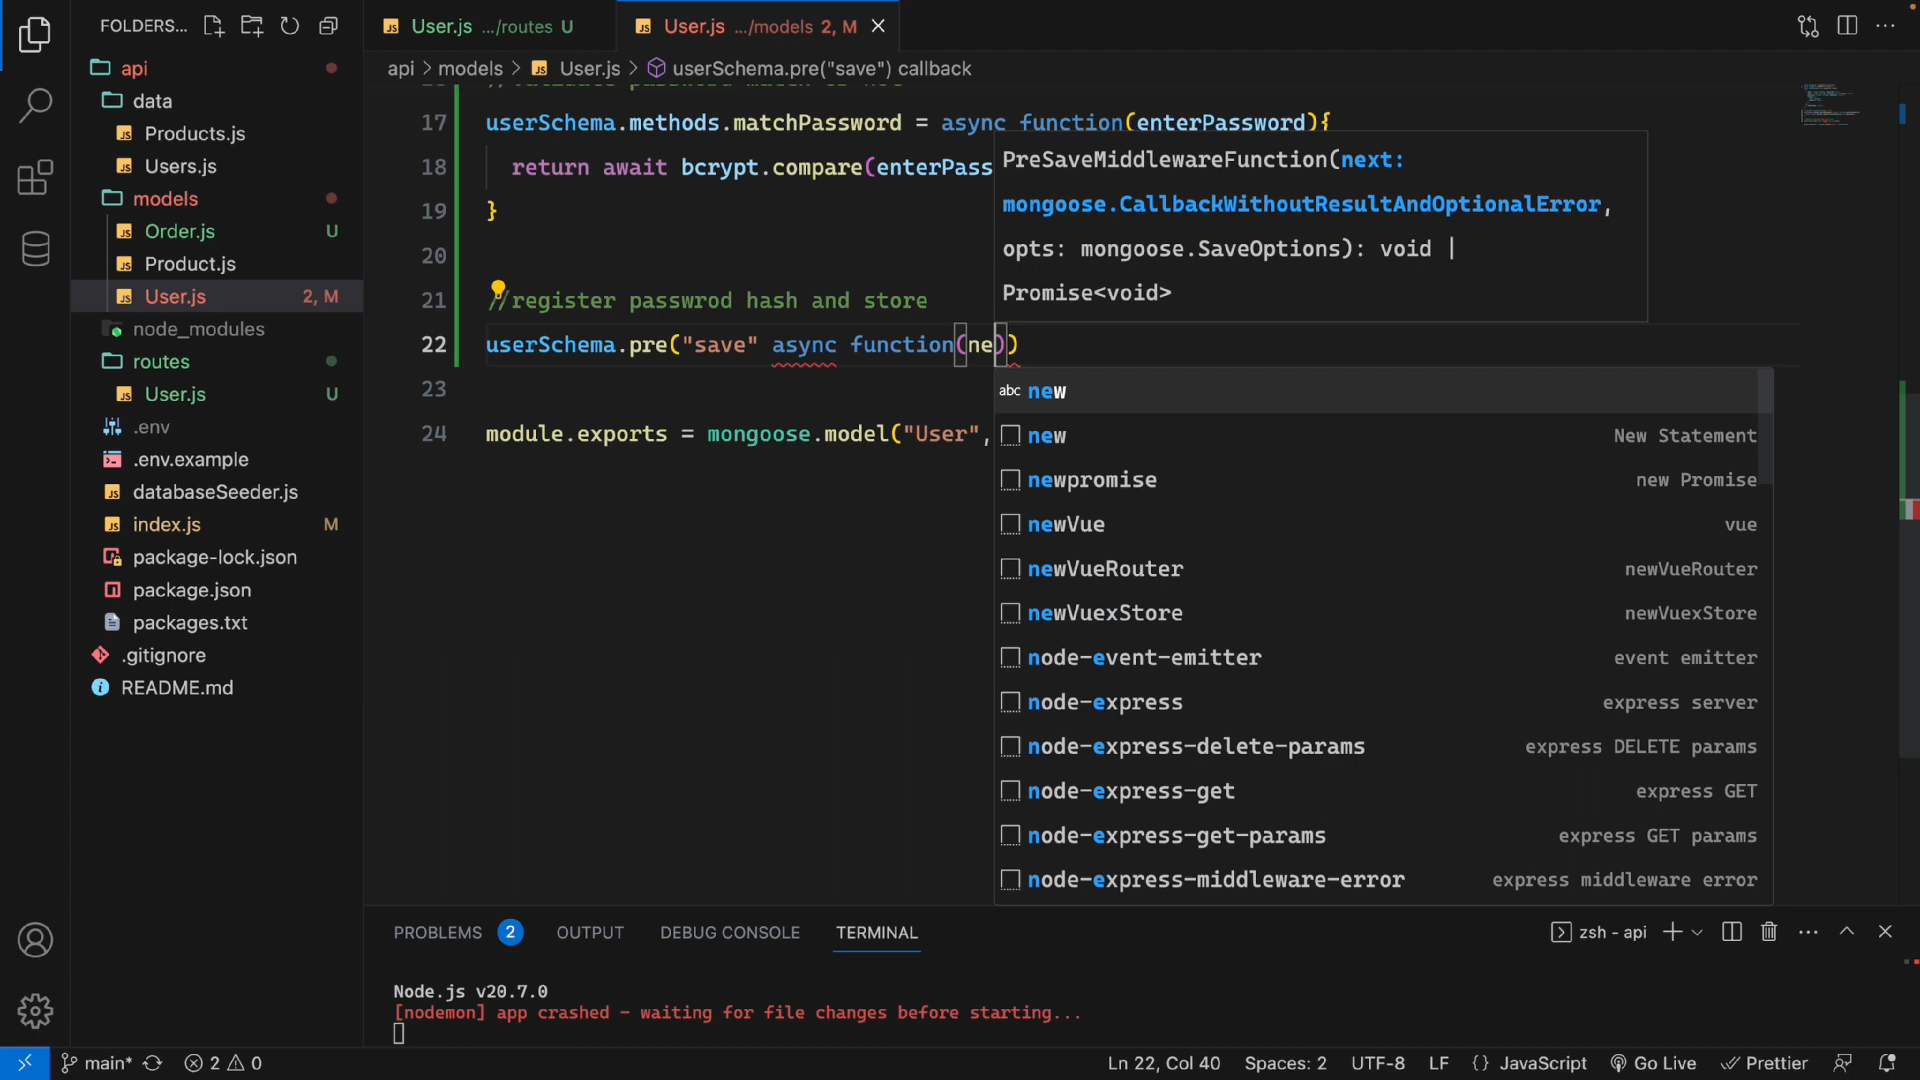 FOLDERS...
User.js .../routes U
User.js .../models 2, M
api > models > User.js > userSchema.pre("save") callback
api
data
Products.js
Users.js
models
Order.js U
Product.js
User.js 2, M
node_modules
routes
User.js U
.env
.env.example
databaseSeeder.js
index.js M
package-lock.json
package.json
packages.txt
.gitignore
README.md
17 userSchema.methods.matchPassword = async function(enterPassword){
18 return await bcrypt.compare(enterPass
19 }
20
21 //register passwrod hash and store
22 userSchema.pre("save" async function(ne))
23
24 module.exports = mongoose.model("User",
PreSaveMiddlewareFunction(next:
mongoose.CallbackWithoutResultAndOptionalError,
opts: mongoose.SaveOptions): void |
Promise<void>
abc new
new New Statement
newpromise new Promise
newVue vue
newVueRouter newVueRouter
newVuexStore newVuexStore
node-event-emitter event emitter
node-express express server
node-express-delete-params express DELETE params
node-express-get express GET
node-express-get-params express GET params
node-express-middleware-error express middleware error
PROBLEMS 2 OUTPUT DEBUG CONSOLE TERMINAL
zsh - api
Node.js v20.7.0
[nodemon] app crashed - waiting for file changes before starting...
main* 2 0
Ln 22, Col 40 Spaces: 2 UTF-8 LF {} JavaScript Go Live Prettier